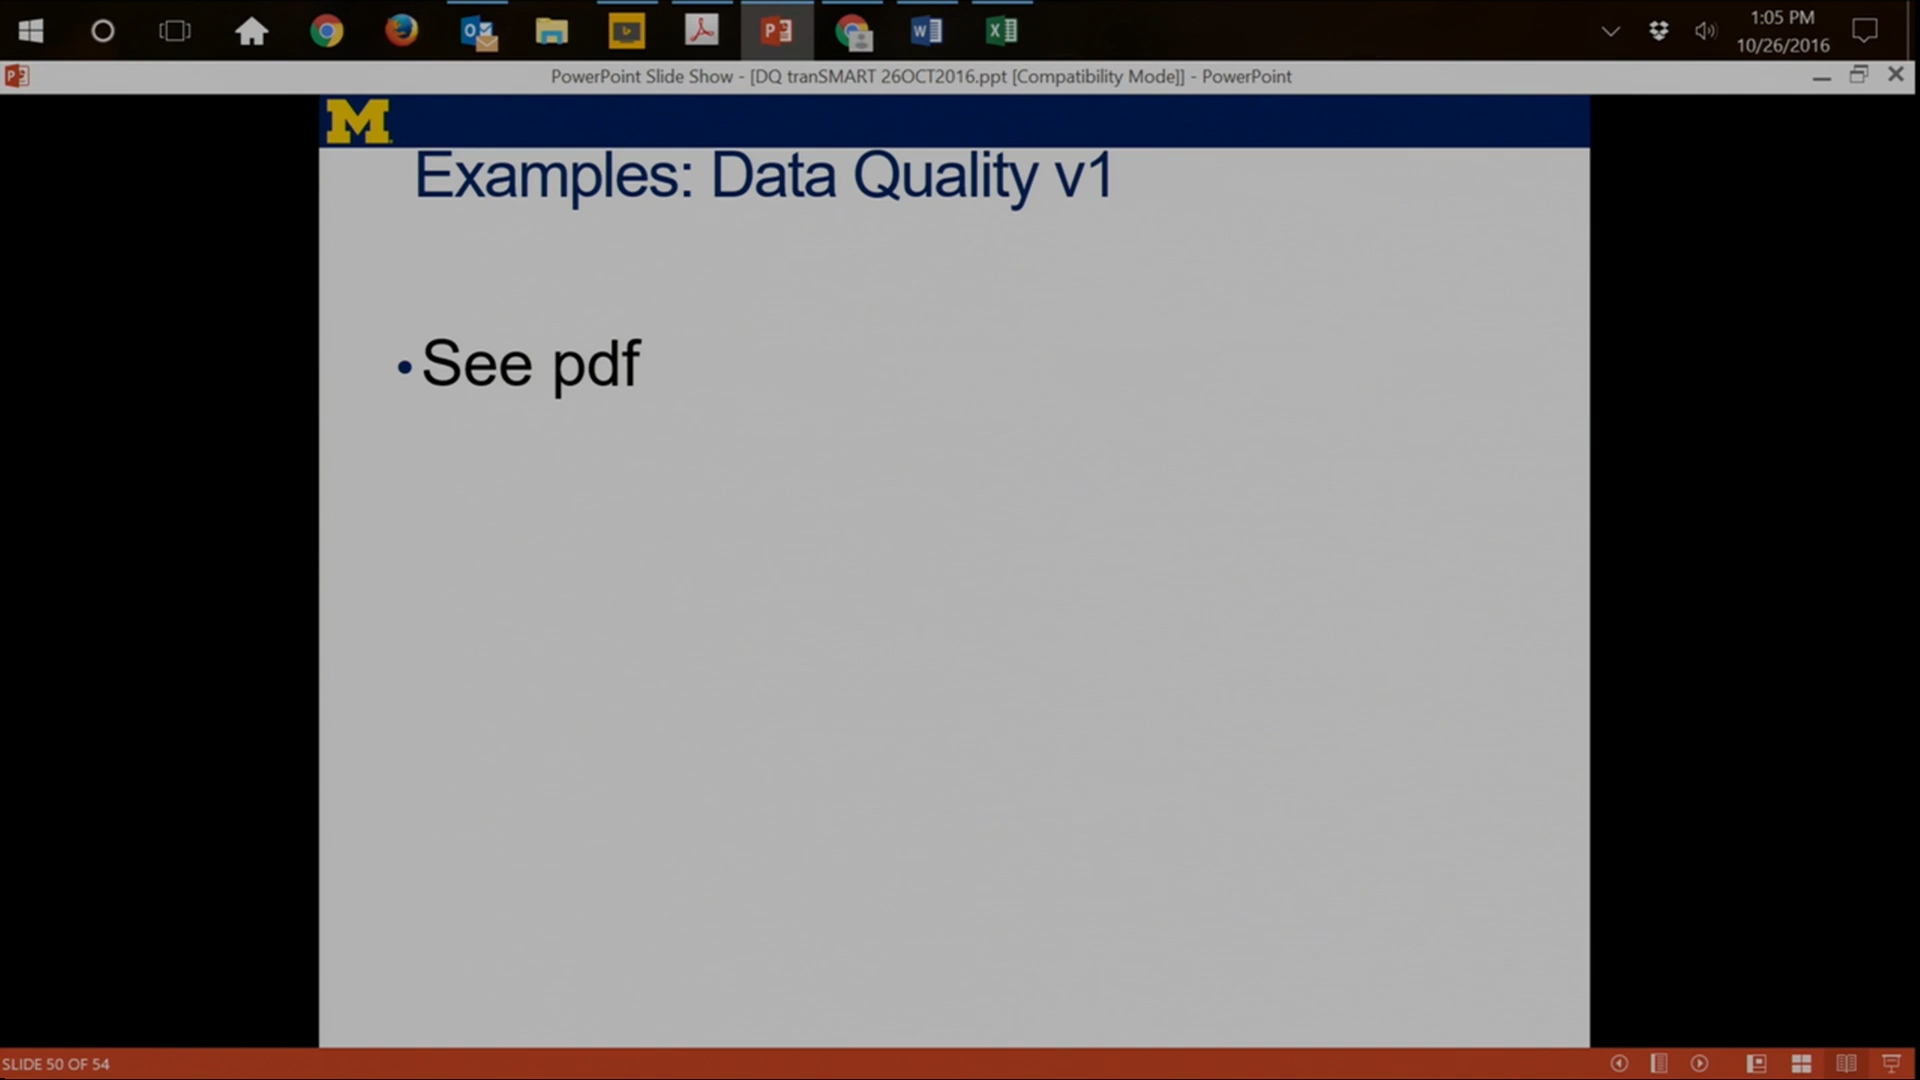 1:05 PM
10/26/2016
PowerPoint Slide Show - [DQ tranSMART 26OCT2016.ppt [Compatibility Mode]] - PowerPoint
M
Examples: Data Quality v1
• See pdf
SLIDE 50 OF 54